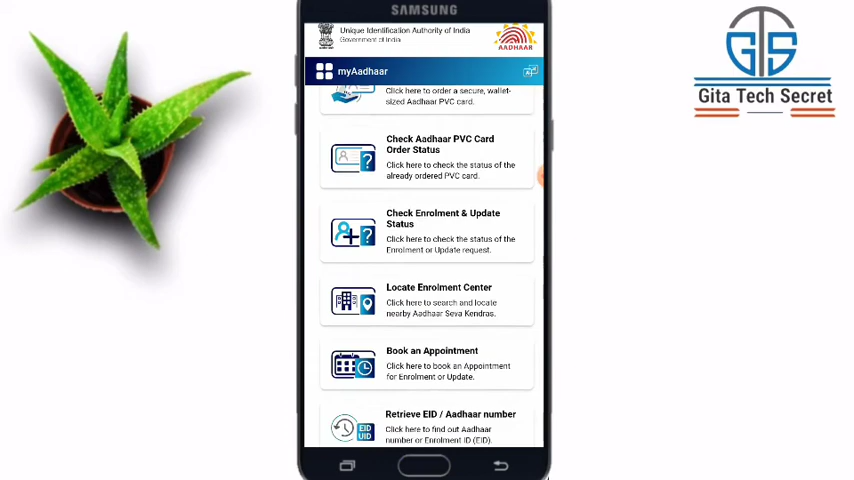 SAMSUNG
Unique Identification Authority of India
Government of India
AADHAAR
myAadhaar
Click here to order a secure, wallet-
sized Aadhaar PVC card.
Check Aadhaar PVC Card
Order Status
Click here to check the status of the
already ordered PVC card.
Check Enrolment & Update
Status
Click here to check the status of the
Enrolment or Update request.
Locate Enrolment Center
Click here to search and locate
nearby Aadhaar Seva Kendras.
Book an Appointment
Click here to book an Appointment
for Enrolment or Update.
EID
UID
Retrieve EID / Aadhaar number
Click here to find out Aadhaar
number or Enrolment ID (EID).
GTS
Gita Tech Secret